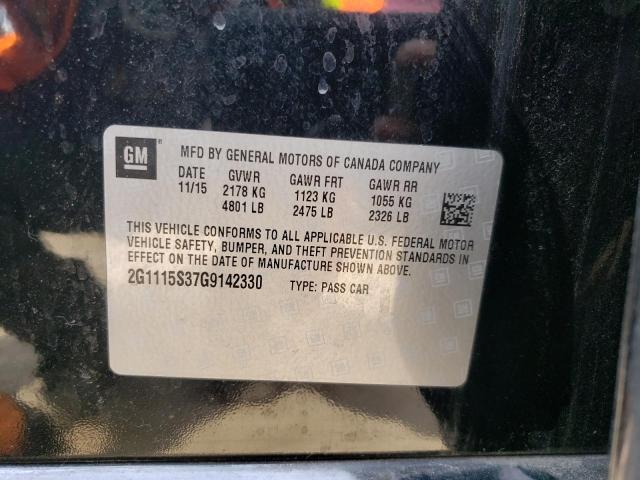 GM
MFD BY GENERAL MOTORS OF CANADA COMPANY
DATE GVWR GAWR FRT GAWR RR
11/15 2178 KG 1123 KG 1055 KG
4801 LB 2475 LB 2326 LB
THIS VEHICLE CONFORMS TO ALL APPLICABLE U.S. FEDERAL MOTOR
VEHICLE SAFETY, BUMPER, AND THEFT PREVENTION STANDARDS IN
EFFECT ON THE DATE OF MANUFACTURE SHOWN ABOVE.
2G1115S37G9142330 TYPE: PASS CAR